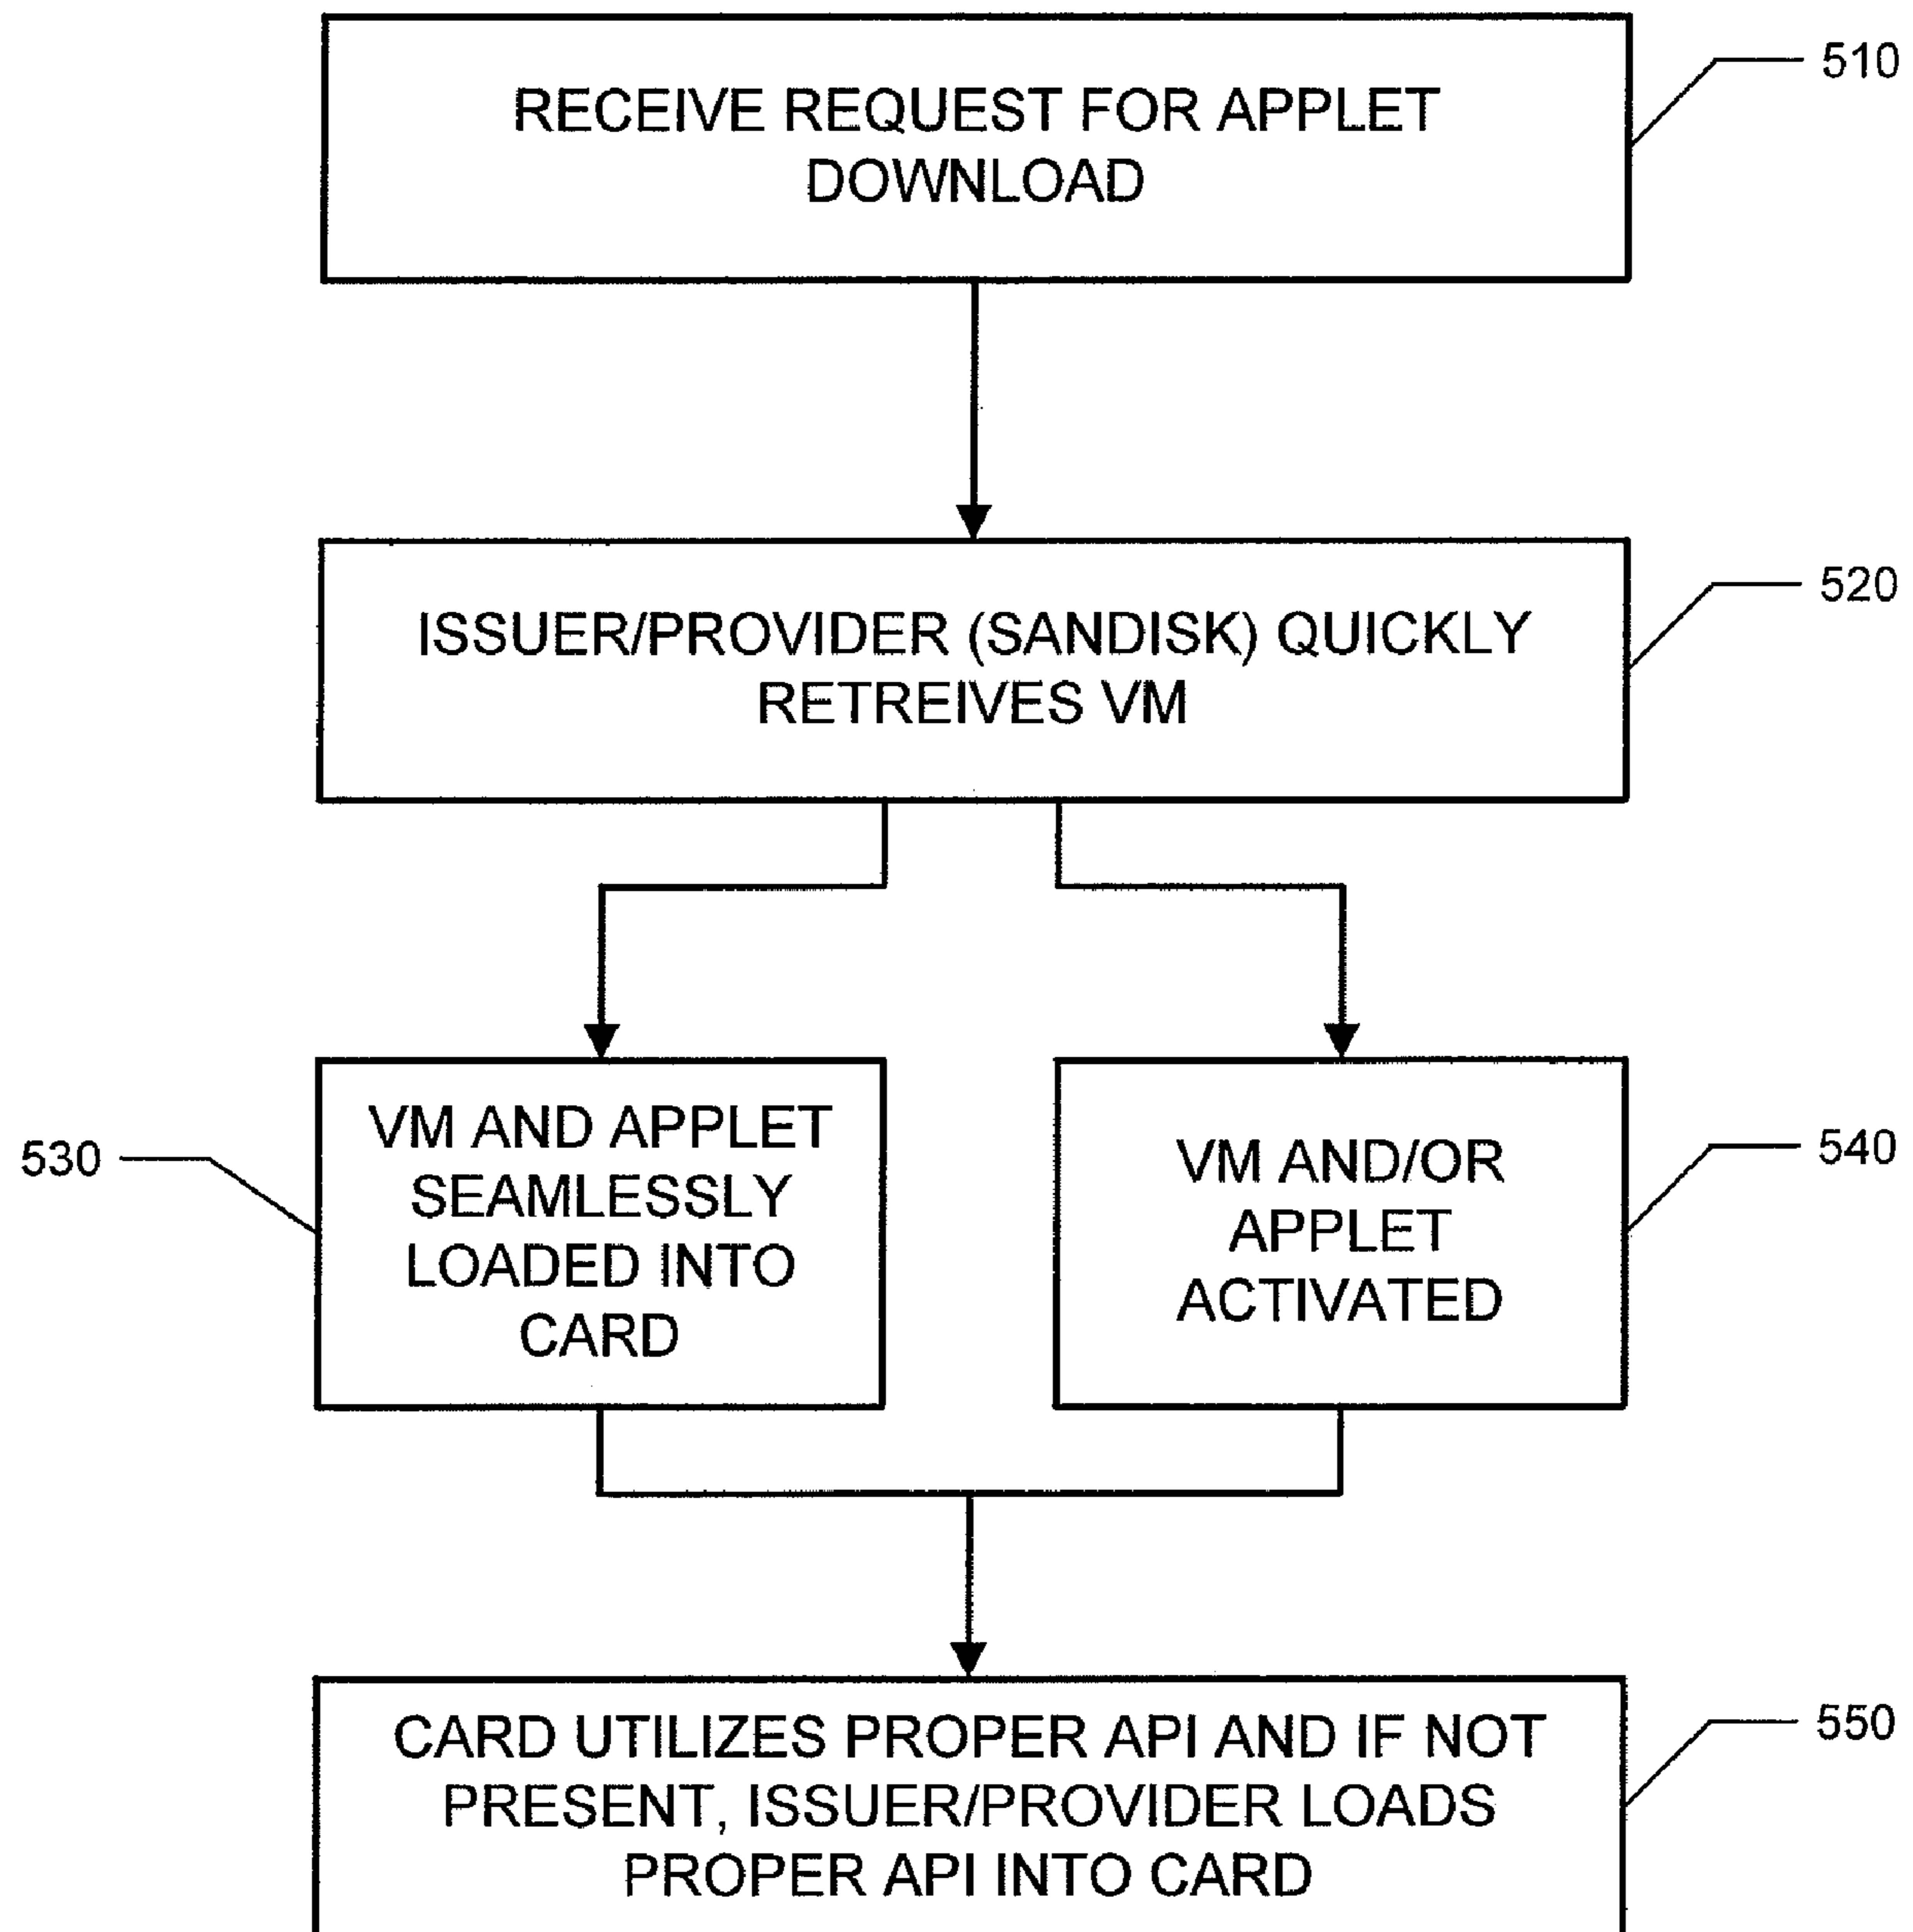 RECEIVE REQUEST FOR APPLET
DOWNLOAD
510
ISSUER/PROVIDER (SANDISK) QUICKLY
RETREIVES VM
520
530
VM AND APPLET
SEAMLESSLY
LOADED INTO
CARD
VM AND/OR
APPLET
ACTIVATED
540
CARD UTILIZES PROPER API AND IF NOT
PRESENT, ISSUER/PROVIDER LOADS
PROPER API INTO CARD
550